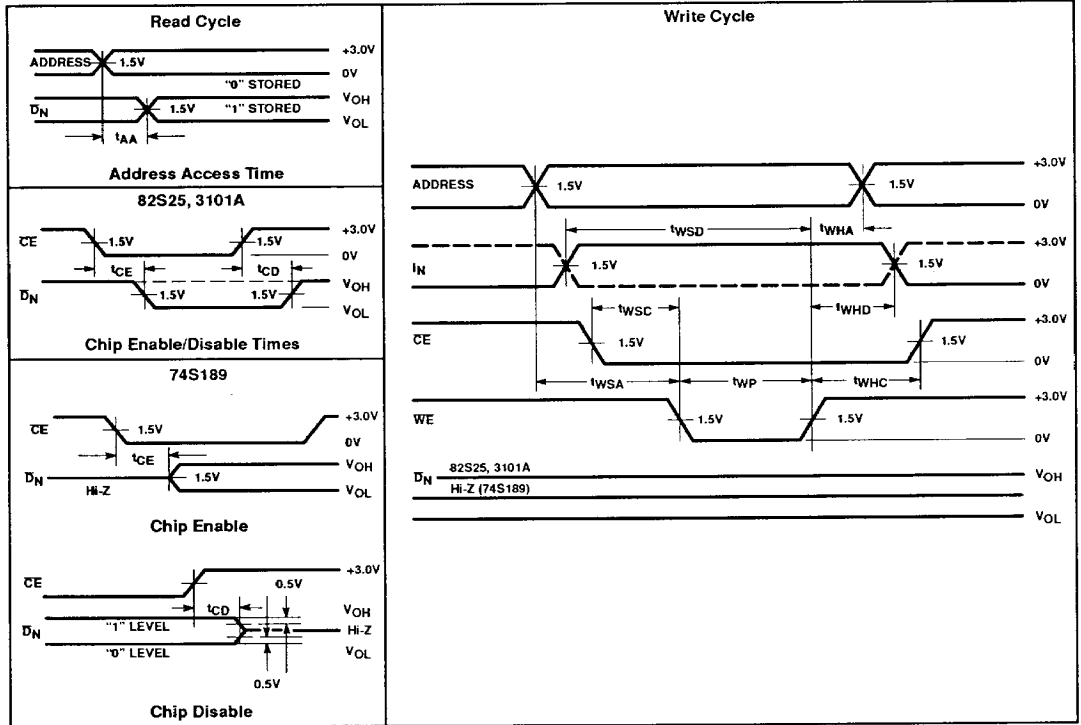 Read Cycle
ADDRESS
1.5V
+3.0V
0V
"0" STORED
D̅N
1.5V
"1" STORED
VOH
VOL
tAA
Address Access Time
82S25, 3101A
C̅E̅
1.5V
1.5V
+3.0V
0V
tCE
tCD
VOH
D̅N
1.5V
1.5V
VOL
Chip Enable/Disable Times
74S189
C̅E̅
1.5V
+3.0V
0V
tCE
D̅N
Hi-Z
1.5V
VOH
VOL
Chip Enable
C̅E̅
+3.0V
0.5V
tCD
VOH
D̅N
"1" LEVEL
Hi-Z
"0" LEVEL
VOL
0.5V
Chip Disable
Write Cycle
ADDRESS
1.5V
1.5V
+3.0V
0V
tWSD
tWHA
IN
1.5V
1.5V
+3.0V
0V
tWSC
tWHD
C̅E̅
1.5V
1.5V
+3.0V
0V
tWSA
tWP
tWHC
W̅E̅
1.5V
1.5V
+3.0V
0V
D̅N
82S25, 3101A
VOH
Hi-Z (74S189)
VOL